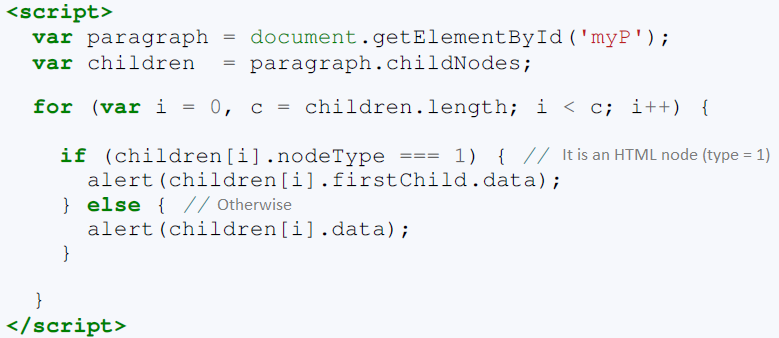 <script>
var paragraph = document.getElementById('myP');
var children  = paragraph.childNodes;
for (var i = 0, c = children.length; i < c; i++) {
if (children[i].nodeType === 1) { // It is an HTML node (type = 1)
alert(children[i].firstChild.data);
} else { // Otherwise
alert(children[i].data);
}
}
</script>